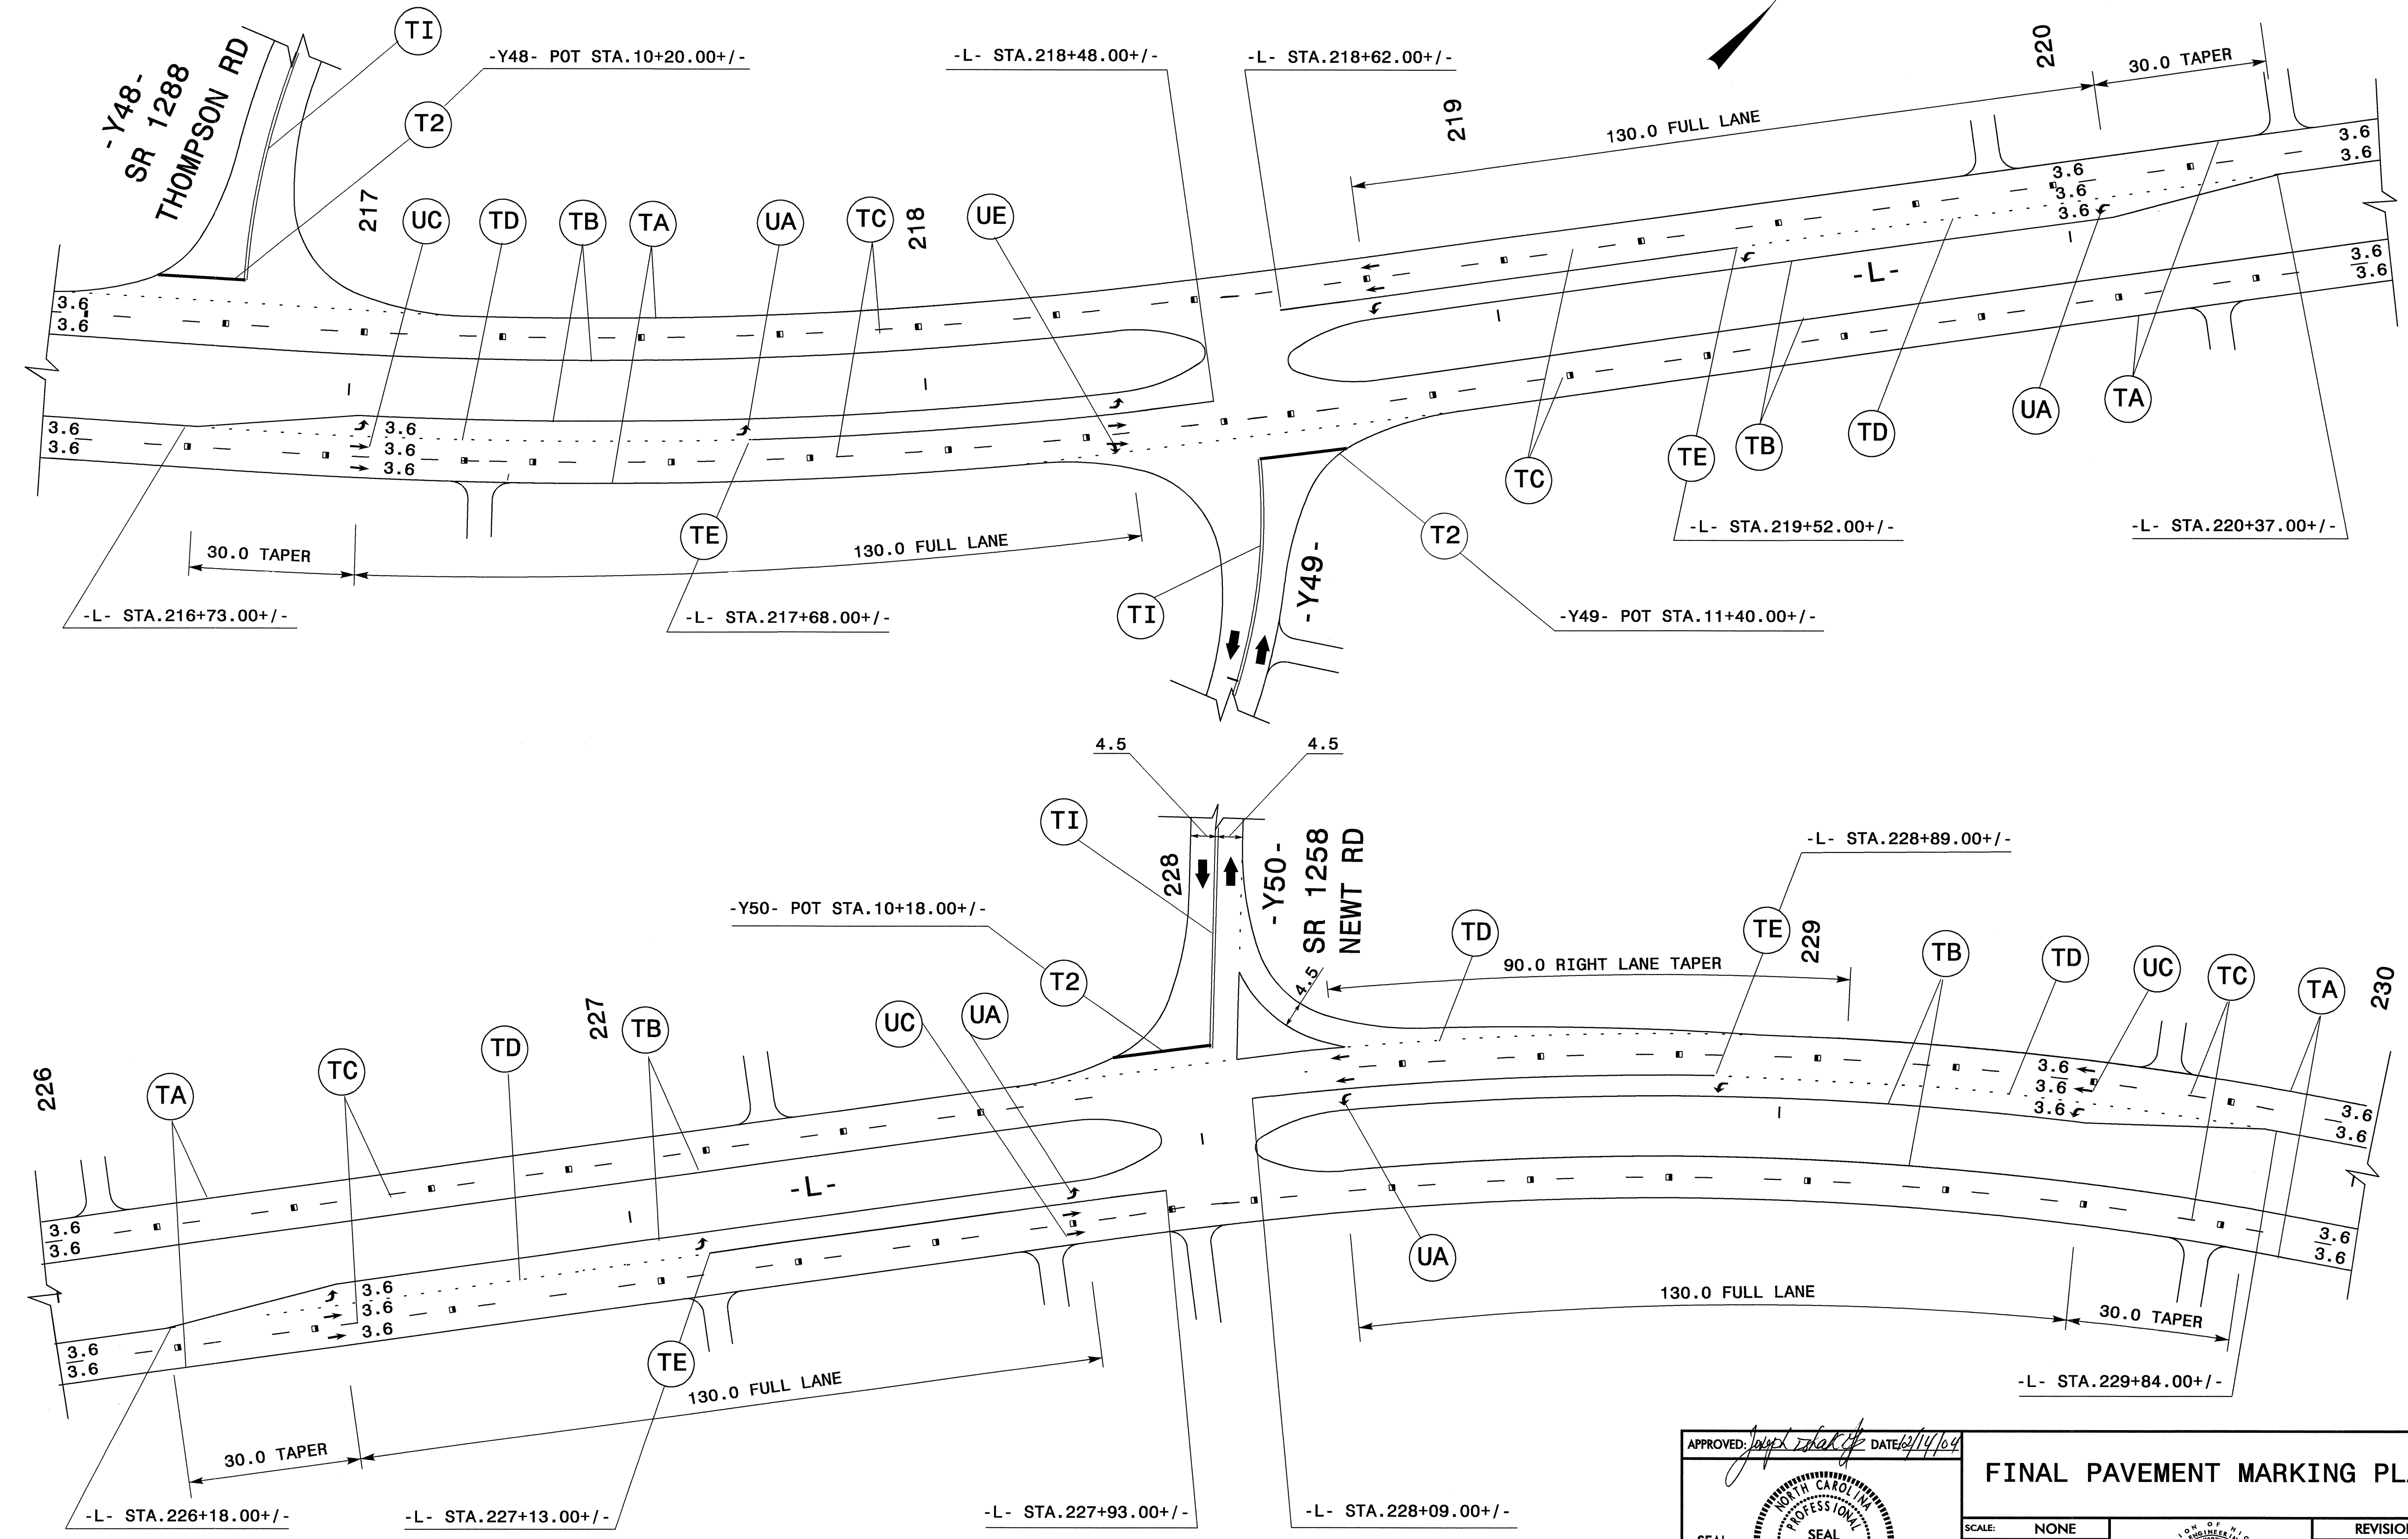 TI
-Y48-
SR 1288
THOMPSON RD
-Y48- POT STA.10+20.00+/-
T2
-L- STA.218+48.00+/-
-L- STA.218+62.00+/-
220
30.0 TAPER
219
130.0 FULL LANE
3.6
3.6
3.6
3.6
3.6
217
UC
TD
TB
TA
UA
TC
218
UE
3.6
3.6
-L-
3.6
3.6
3.6
3.6
3.6
3.6
3.6
UA
TA
TD
TB
TE
TC
T2
TE
30.0 TAPER
130.0 FULL LANE
-L- STA.219+52.00+/-
-L- STA.220+37.00+/-
-Y49-
TI
-L- STA.216+73.00+/-
-L- STA.217+68.00+/-
-Y49- POT STA.11+40.00+/-
4.5
4.5
TI
228
-Y50-
SR 1258
NEWT RD
-L- STA.228+89.00+/-
-Y50- POT STA.10+18.00+/-
T2
TD
TE
229
TB
TD
UC
TC
TA
230
90.0 RIGHT LANE TAPER
4.5
226
TA
TC
TD
227
TB
UC
UA
3.6
3.6
3.6
3.6
3.6
-L-
3.6
3.6
3.6
3.6
3.6
3.6
3.6
3.6
3.6
UA
130.0 FULL LANE
30.0 TAPER
TE
130.0 FULL LANE
30.0 TAPER
-L- STA.229+84.00+/-
-L- STA.226+18.00+/-
-L- STA.227+13.00+/-
-L- STA.227+93.00+/-
-L- STA.228+09.00+/-
APPROVED: DATE: 12/14/04
FINAL PAVEMENT MARKING PL
NORTH CAROLINA
PROFESSIONAL
SEAL
SEAL
SCALE: NONE
REVISIO